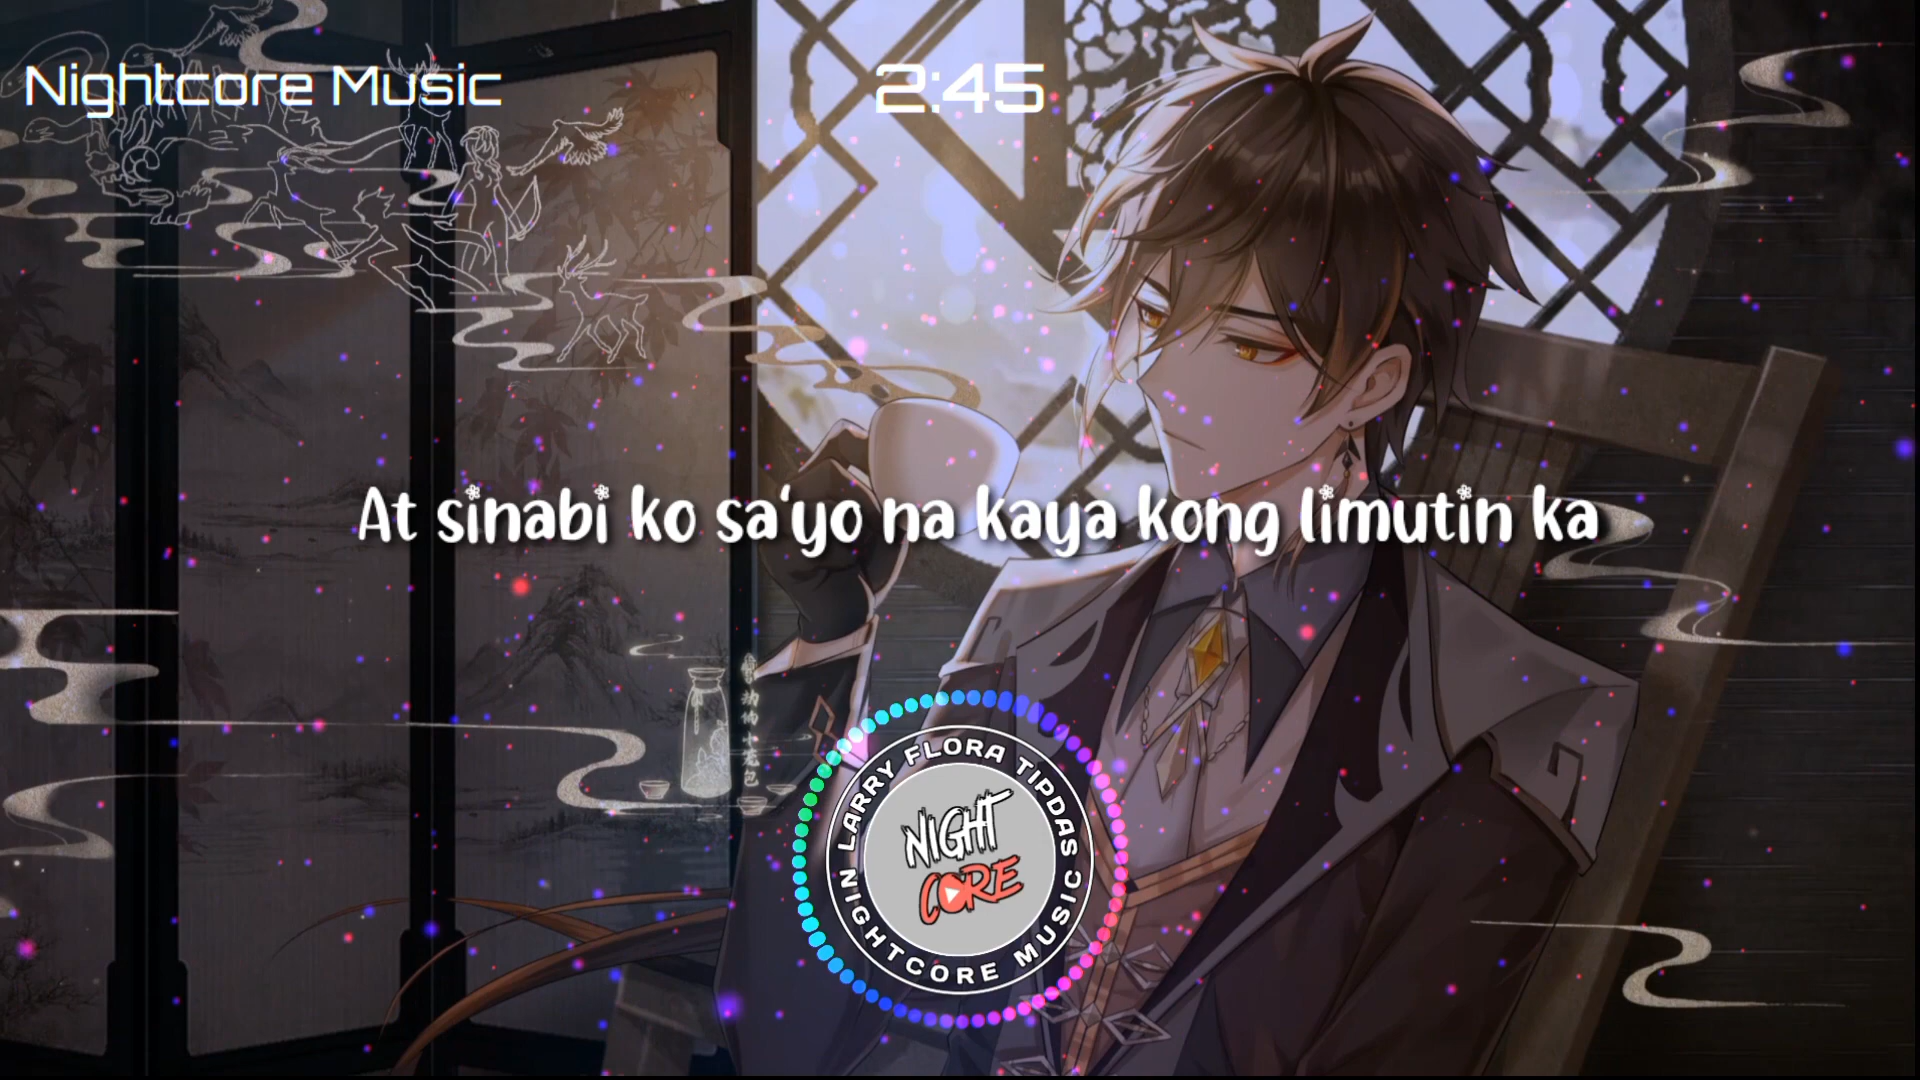 Nightcore Music
2:45
At sinabi ko sa‘yo na kaya kong limutin ka
LARRY FLORA TIPDAS
NIGHT
CORE
NIGHTCORE MUSIC